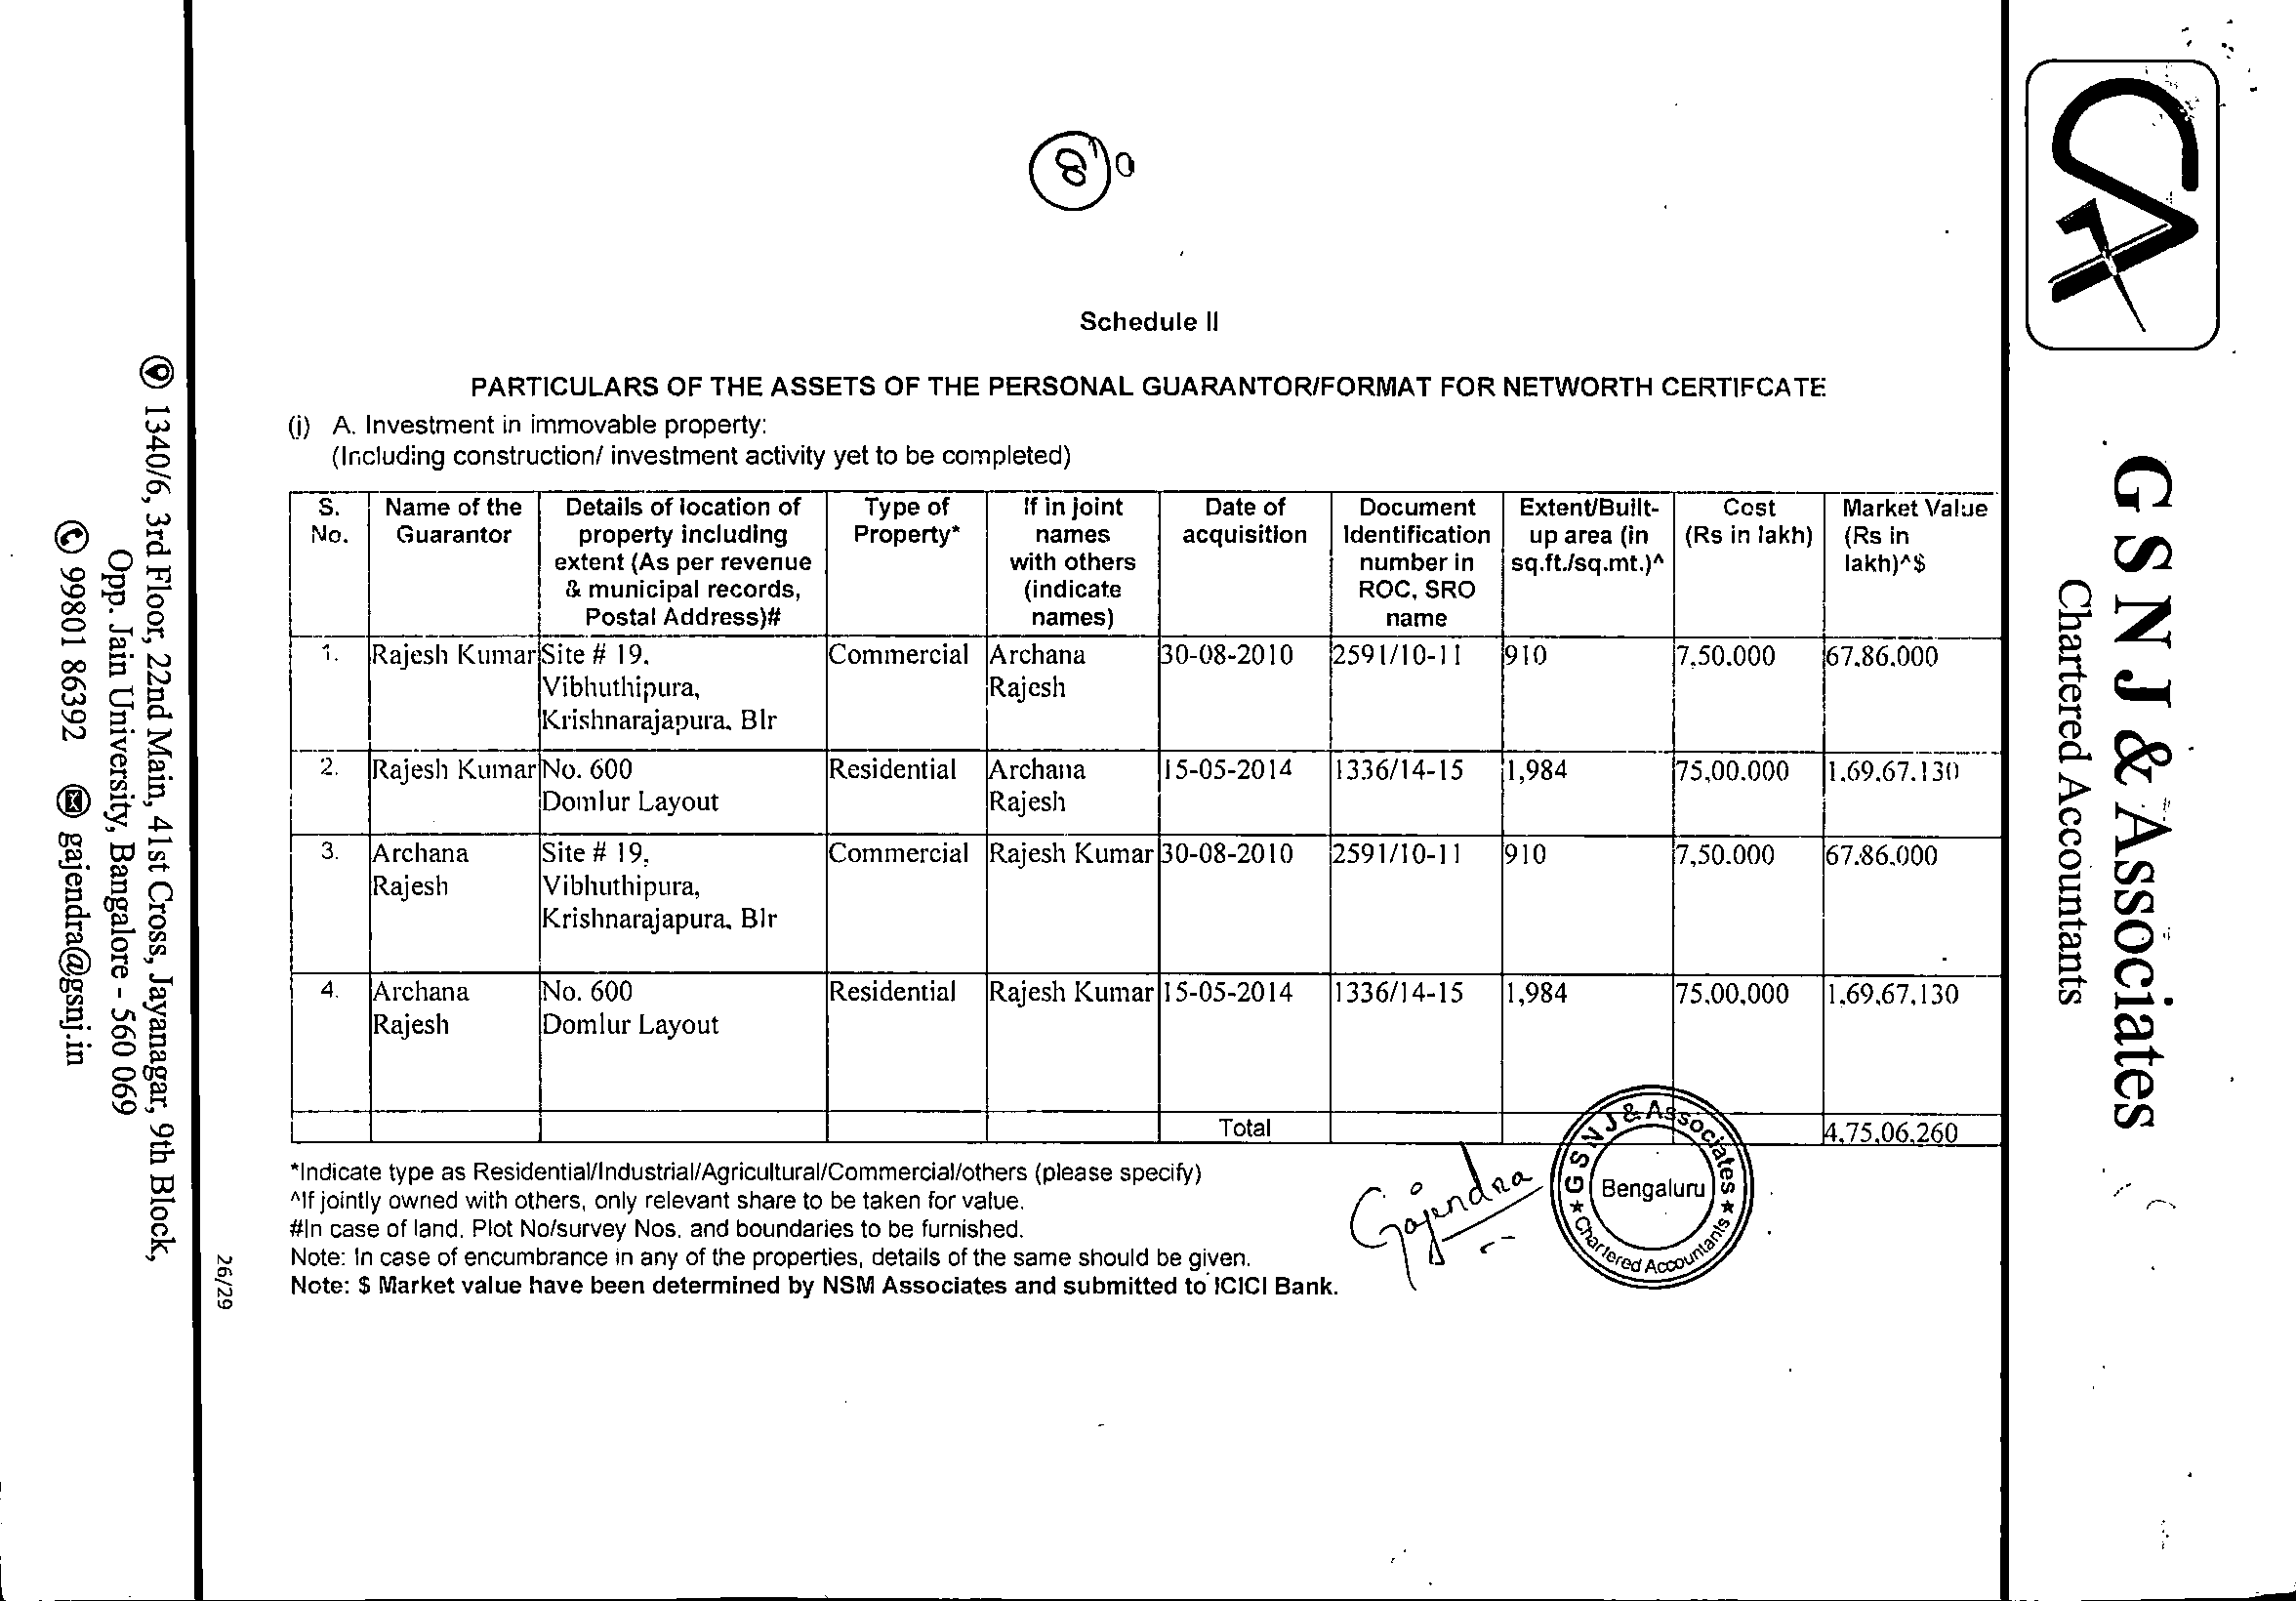 Schedule II
PARTICULARS OF THE ASSETS OF THE PERSONAL GUARANTOR/FORMAT FOR NETWORTH CERTIFCATE
(i) A. Investment in immovable property:
(Including construction/ investment activity yet to be completed)
S. No. Name of the Guarantor Details of location of property including extent (As per revenue & municipal records, Postal Address)# Type of Property* If in joint names with others (indicate names) Date of acquisition Document Identification number in ROC, SRO name Extent/Built-up area (in sq.ft./sq.mt.)^ Cost (Rs in lakh) Market Value (Rs in lakh)^$
1. Rajesh Kumar Site # 19, Vibhuthipura, Krishnarajapura, Blr Commercial Archana Rajesh 30-08-2010 2591/10-11 910 7,50,000 67,86,000
2. Rajesh Kumar No. 600 Domlur Layout Residential Archana Rajesh 15-05-2014 1336/14-15 1,984 75,00,000 1,69,67,130
3. Archana Rajesh Site # 19, Vibhuthipura, Krishnarajapura, Blr Commercial Rajesh Kumar 30-08-2010 2591/10-11 910 7,50,000 67,86,000
4. Archana Rajesh No. 600 Domlur Layout Residential Rajesh Kumar 15-05-2014 1336/14-15 1,984 75,00,000 1,69,67,130
Total 4,75,06,260
*Indicate type as Residential/Industrial/Agricultural/Commercial/others (please specify)
^If jointly owned with others, only relevant share to be taken for value.
#In case of land, Plot No/survey Nos. and boundaries to be furnished.
Note: In case of encumbrance in any of the properties, details of the same should be given.
Note: $ Market value have been determined by NSM Associates and submitted to ICICI Bank.
Gajendra
G S N J & Associates
Bengaluru
Chartered Accountants
26/29
CA
G S N J & Associates
Chartered Accountants
1340/6, 3rd Floor, 22nd Main, 41st Cross, Jayanagar, 9th Block,
Opp. Jain University, Bangalore - 560 069
99801 86392 gajendra@gsnj.in